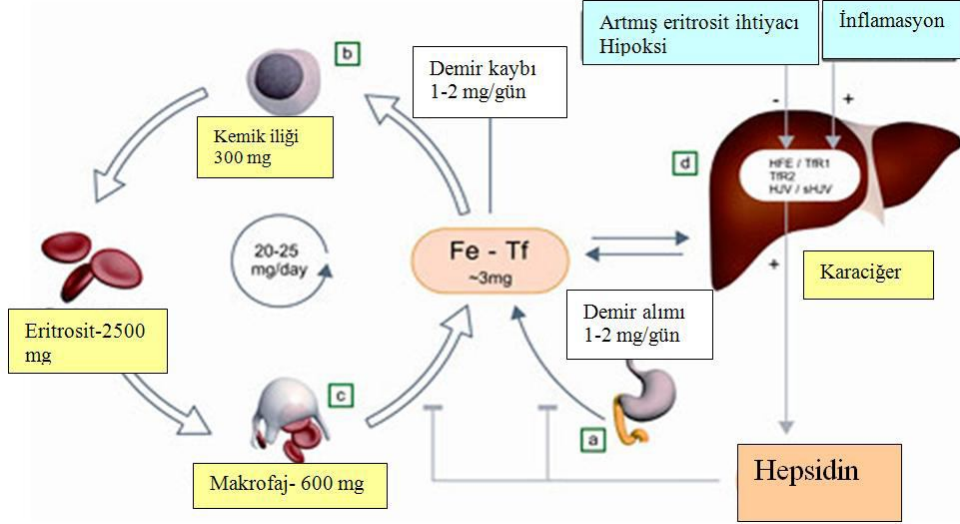 Artmış eritrosit ihtiyacı
Hipoksi
İnflamasyon
b
Demir kaybı
1-2 mg/gün
-
+
Kemik iliği
300 mg
d
HFE / TfR1
TfR2
HJV / sHJV
20-25
mg/day
Fe - Tf
~3mg
+
Karaciğer
Eritrosit-2500
mg
Demir alımı
1-2 mg/gün
c
a
Makrofaj- 600 mg
Hepsidin